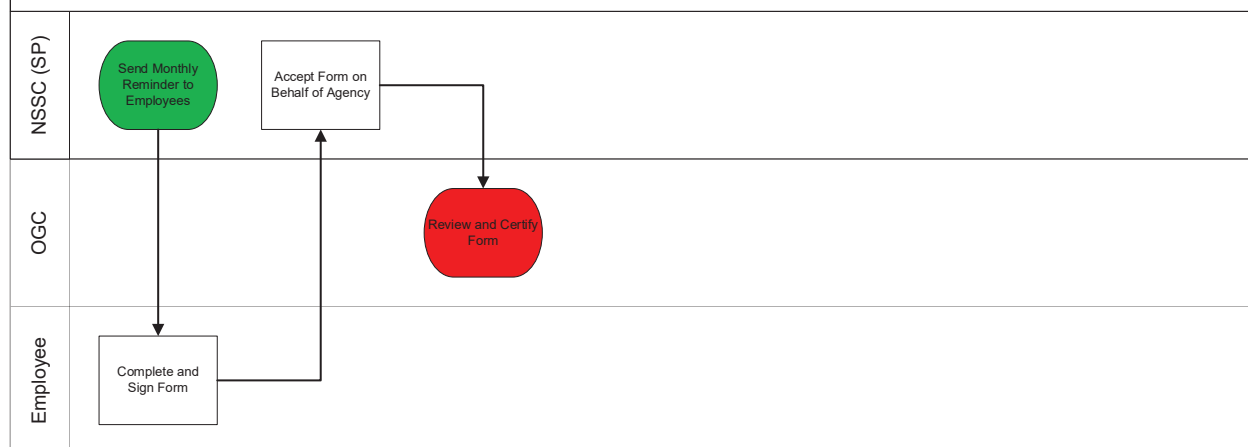 NSSC (SP)
Send Monthly
Reminder to
Employees
Accept Form on
Behalf of Agency
OGC
Review and Certify
Form
Employee
Complete and
Sign Form